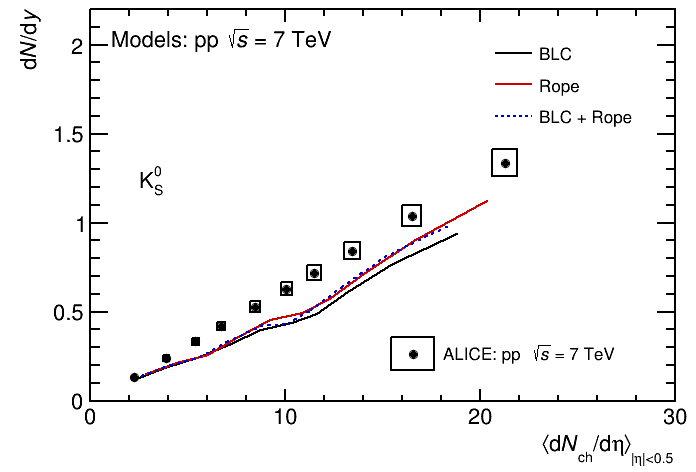 dN/dy
Models: pp √s = 7 TeV
BLC
Rope
BLC + Rope
K⁰S
ALICE: pp √s = 7 TeV
2
1.5
1
0.5
0
0 10 20 30
⟨dNch/dη⟩|η|<0.5